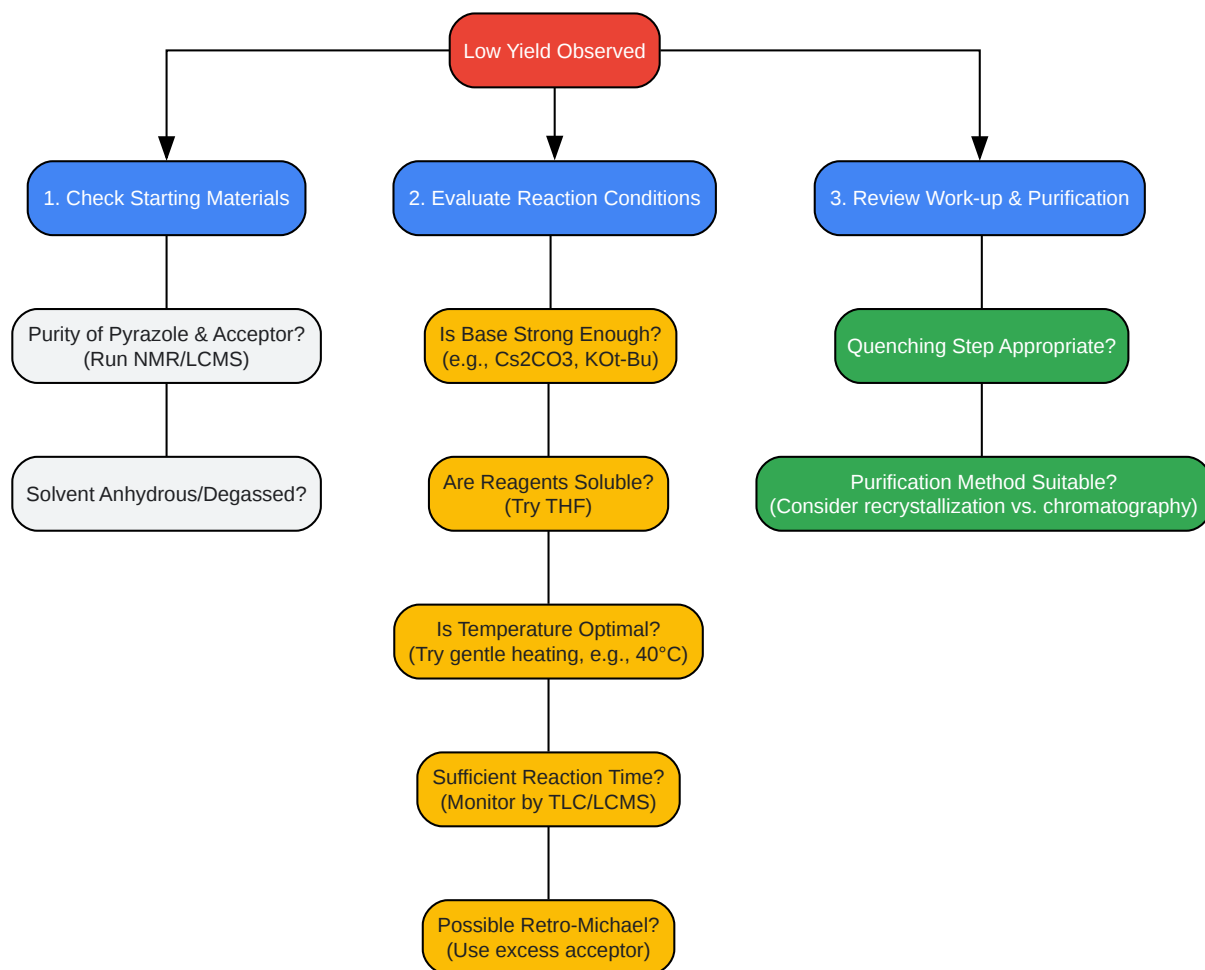 Low Yield Observed
1. Check Starting Materials
2. Evaluate Reaction Conditions
3. Review Work-up & Purification
Purity of Pyrazole & Acceptor?
(Run NMR/LCMS)
Solvent Anhydrous/Degassed?
Is Base Strong Enough?
(e.g., Cs2CO3, KOt-Bu)
Are Reagents Soluble?
(Try THF)
Is Temperature Optimal?
(Try gentle heating, e.g., 40°C)
Sufficient Reaction Time?
(Monitor by TLC/LCMS)
Possible Retro-Michael?
(Use excess acceptor)
Quenching Step Appropriate?
Purification Method Suitable?
(Consider recrystallization vs. chromatography)